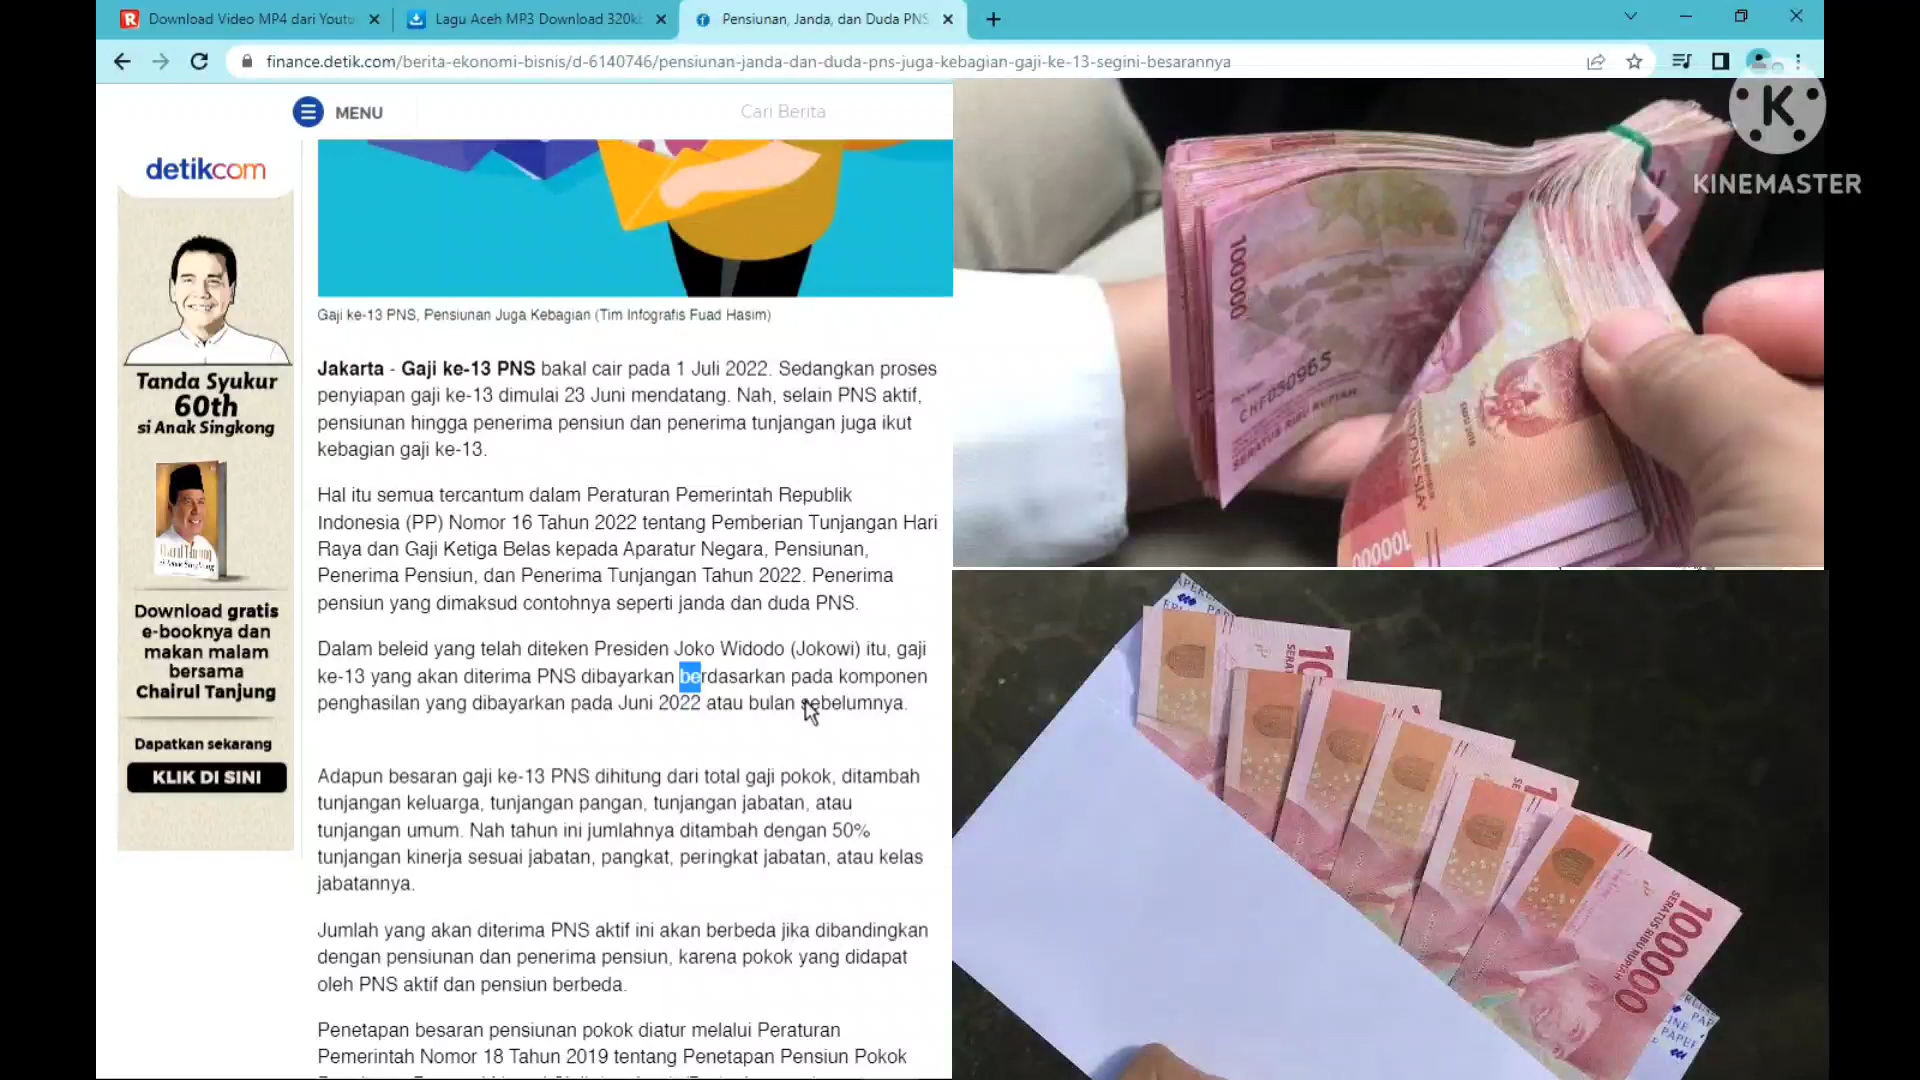 Download Video MP4 dari Youtu
Lagu Aceh MP3 Download 320k
Pensiunan, Janda, dan Duda PNS
finance.detik.com/berita-ekonomi-bisnis/d-6140746/pensiunan-janda-dan-duda-pns-juga-kebagian-gaji-ke-13-segini-besarannya
MENU
Cari Berita
detikcom
Tanda Syukur
60th
si Anak Singkong
Download gratis
e-booknya dan
makan malam
bersama
Chairul Tanjung
Dapatkan sekarang
KLIK DI SINI
Gaji ke-13 PNS, Pensiunan Juga Kebagian (Tim Infografis Fuad Hasim)
Jakarta - Gaji ke-13 PNS bakal cair pada 1 Juli 2022. Sedangkan proses
penyiapan gaji ke-13 dimulai 23 Juni mendatang. Nah, selain PNS aktif,
pensiunan hingga penerima pensiun dan penerima tunjangan juga ikut
kebagian gaji ke-13.
Hal itu semua tercantum dalam Peraturan Pemerintah Republik
Indonesia (PP) Nomor 16 Tahun 2022 tentang Pemberian Tunjangan Hari
Raya dan Gaji Ketiga Belas kepada Aparatur Negara, Pensiunan,
Penerima Pensiun, dan Penerima Tunjangan Tahun 2022. Penerima
pensiun yang dimaksud contohnya seperti janda dan duda PNS.
Dalam beleid yang telah diteken Presiden Joko Widodo (Jokowi) itu, gaji
ke-13 yang akan diterima PNS dibayarkan berdasarkan pada komponen
penghasilan yang dibayarkan pada Juni 2022 atau bulan sebelumnya.
Adapun besaran gaji ke-13 PNS dihitung dari total gaji pokok, ditambah
tunjangan keluarga, tunjangan pangan, tunjangan jabatan, atau
tunjangan umum. Nah tahun ini jumlahnya ditambah dengan 50%
tunjangan kinerja sesuai jabatan, pangkat, peringkat jabatan, atau kelas
jabatannya.
Jumlah yang akan diterima PNS aktif ini akan berbeda jika dibandingkan
dengan pensiunan dan penerima pensiun, karena pokok yang didapat
oleh PNS aktif dan pensiun berbeda.
Penetapan besaran pensiunan pokok diatur melalui Peraturan
Pemerintah Nomor 18 Tahun 2019 tentang Penetapan Pensiun Pokok
K
KINEMASTER
100000
SERATUS RIBU RUPIAH
INDONESIA
100000
100000
SERATUS RIBU RUPIAH